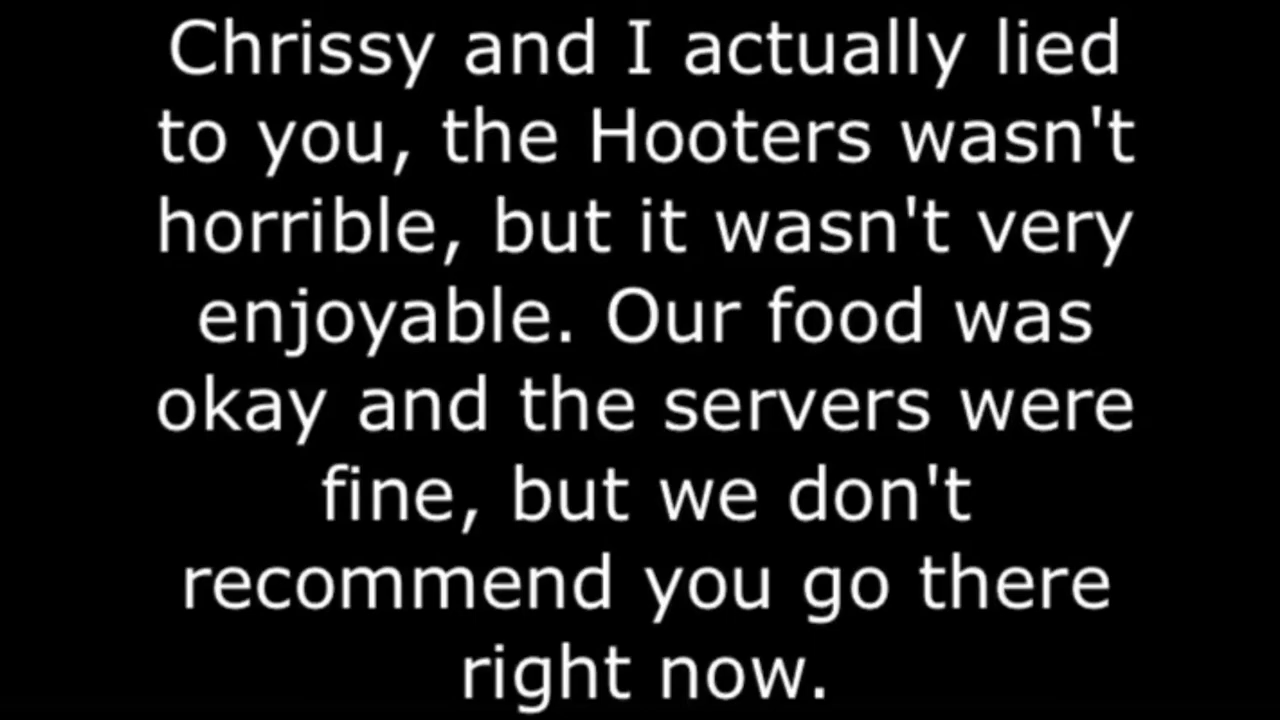 Chrissy and I actually lied
to you, the Hooters wasn't
horrible, but it wasn't very
enjoyable. Our food was
okay and the servers were
fine, but we don't
recommend you go there
right now.